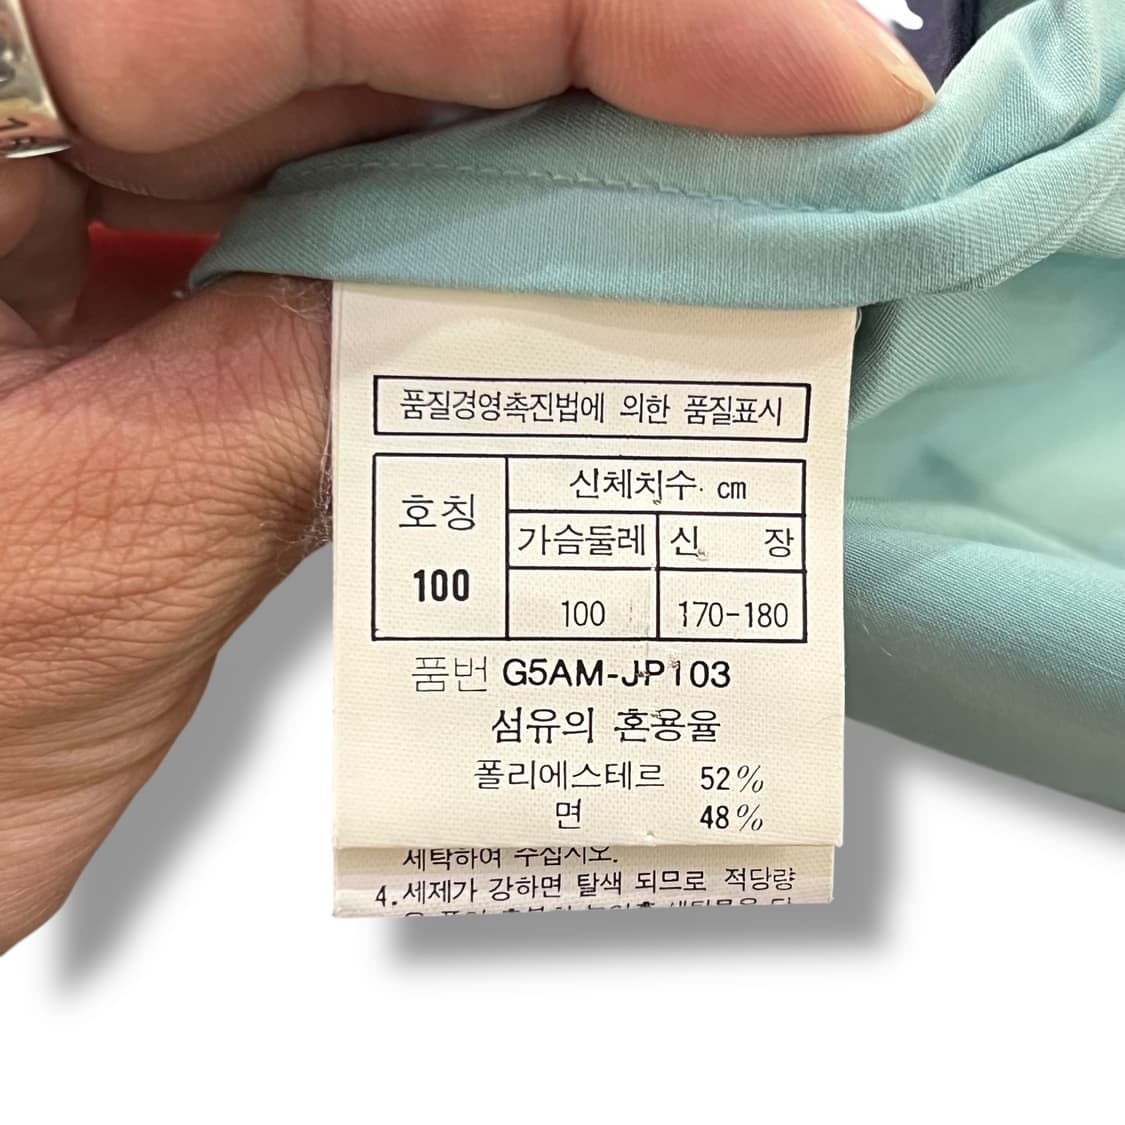 품질경영촉진법에 의한 품질표시
호칭
100
신체치수 cm
가슴둘레
신 장
100
170-180
품번 G5AM-JP103
섬유의 혼용율
폴리에스테르 52%
면 48%
세탁하여 주십시오.
4.세제가 강하면 탈색 되므로 적당량